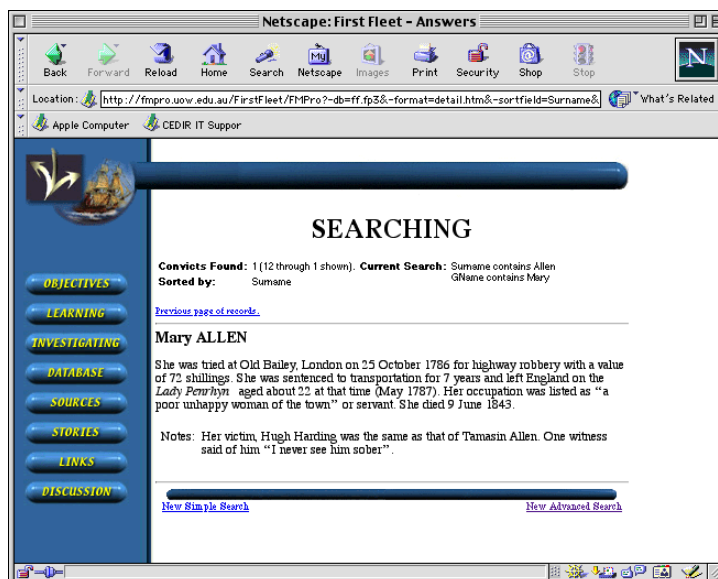 Netscape: First Fleet - Answers
Back Forward Reload Home Search Netscape Images Print Security Shop Stop
My
N
Location: http://fmpro.uow.edu.au/FirstFleet/FMPro?-db=ff.fp3&-format=detail.htm&-sortfield=Surname& What's Related
Apple Computer CEDIR IT Suppor
SEARCHING
Convicts Found: 1 (12 through 1 shown). Current Search: Surname contains Allen
GName contains Mary
Sorted by: Surname
Previous page of records.
OBJECTIVES
LEARNING
INVESTIGATING
DATABASE
SOURCES
STORIES
LINKS
DISCUSSION
Mary ALLEN
She was tried at Old Bailey, London on 25 October 1786 for highway robbery with a value
of 72 shillings. She was sentenced to transportation for 7 years and left England on the
Lady Penrhyn aged about 22 at that time (May 1787). Her occupation was listed as “a
poor unhappy woman of the town” or servant. She died 9 June 1843.
Notes: Her victim, Hugh Harding was the same as that of Tamasin Allen. One witness
said of him “I never see him sober”.
New Simple Search New Advanced Search